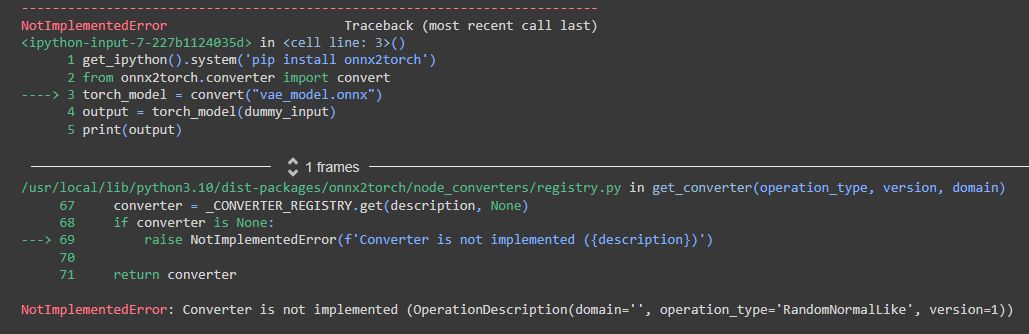 ---------------------------------------------------------------------------
NotImplementedError                       Traceback (most recent call last)
<ipython-input-7-227b1124035d> in <cell line: 3>()
      1 get_ipython().system('pip install onnx2torch')
      2 from onnx2torch.converter import convert
----> 3 torch_model = convert("vae_model.onnx")
      4 output = torch_model(dummy_input)
      5 print(output)
1 frames
/usr/local/lib/python3.10/dist-packages/onnx2torch/node_converters/registry.py in get_converter(operation_type, version, domain)
     67     converter = _CONVERTER_REGISTRY.get(description, None)
     68     if converter is None:
---> 69         raise NotImplementedError(f'Converter is not implemented ({description})')
     70
     71     return converter
NotImplementedError: Converter is not implemented (OperationDescription(domain='', operation_type='RandomNormalLike', version=1))